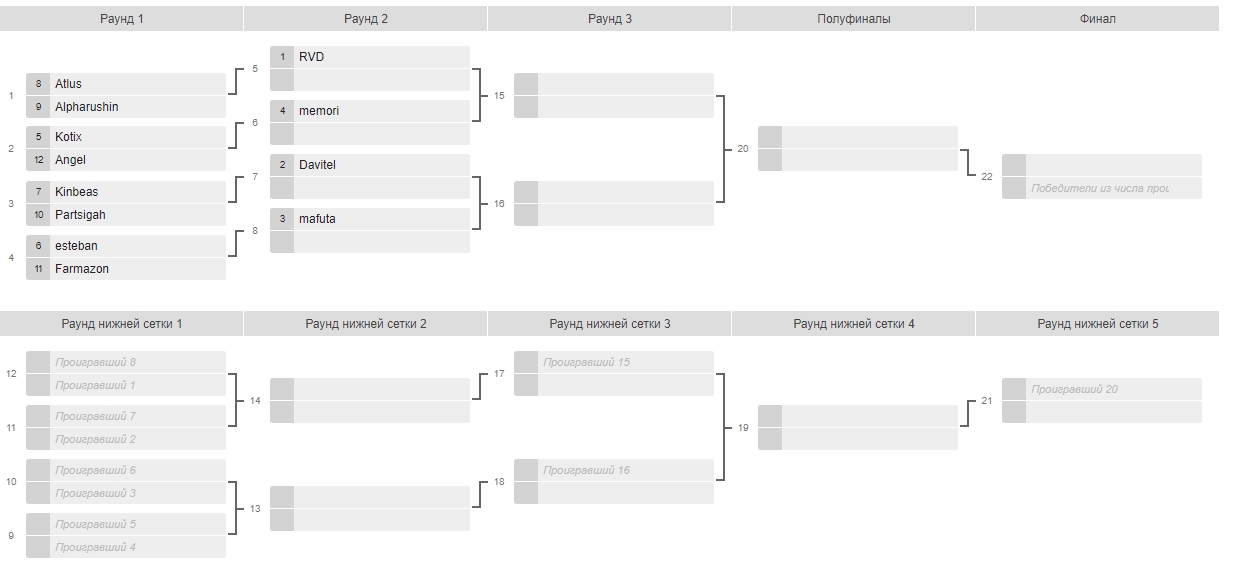 Раунд 1 Раунд 2 Раунд 3 Полуфиналы Финал
1 RVD
5
8 Atlus
1 15
9 Alpharushin
4 memori
6
5 Kotix
2 20
12 Angel
2 Davitel
7 22
7 Kinbeas Победители из числа прои
3 16
10 Partsigah
3 mafuta
8
6 esteban
4
11 Farmazon
Раунд нижней сетки 1 Раунд нижней сетки 2 Раунд нижней сетки 3 Раунд нижней сетки 4 Раунд нижней сетки 5
Проигравший 8 Проигравший 15
12 17
Проигравший 1 Проигравший 20
14 21
Проигравший 7
11 19
Проигравший 2
Проигравший 6 Проигравший 16
10 18
Проигравший 3
13
Проигравший 5
9
Проигравший 4